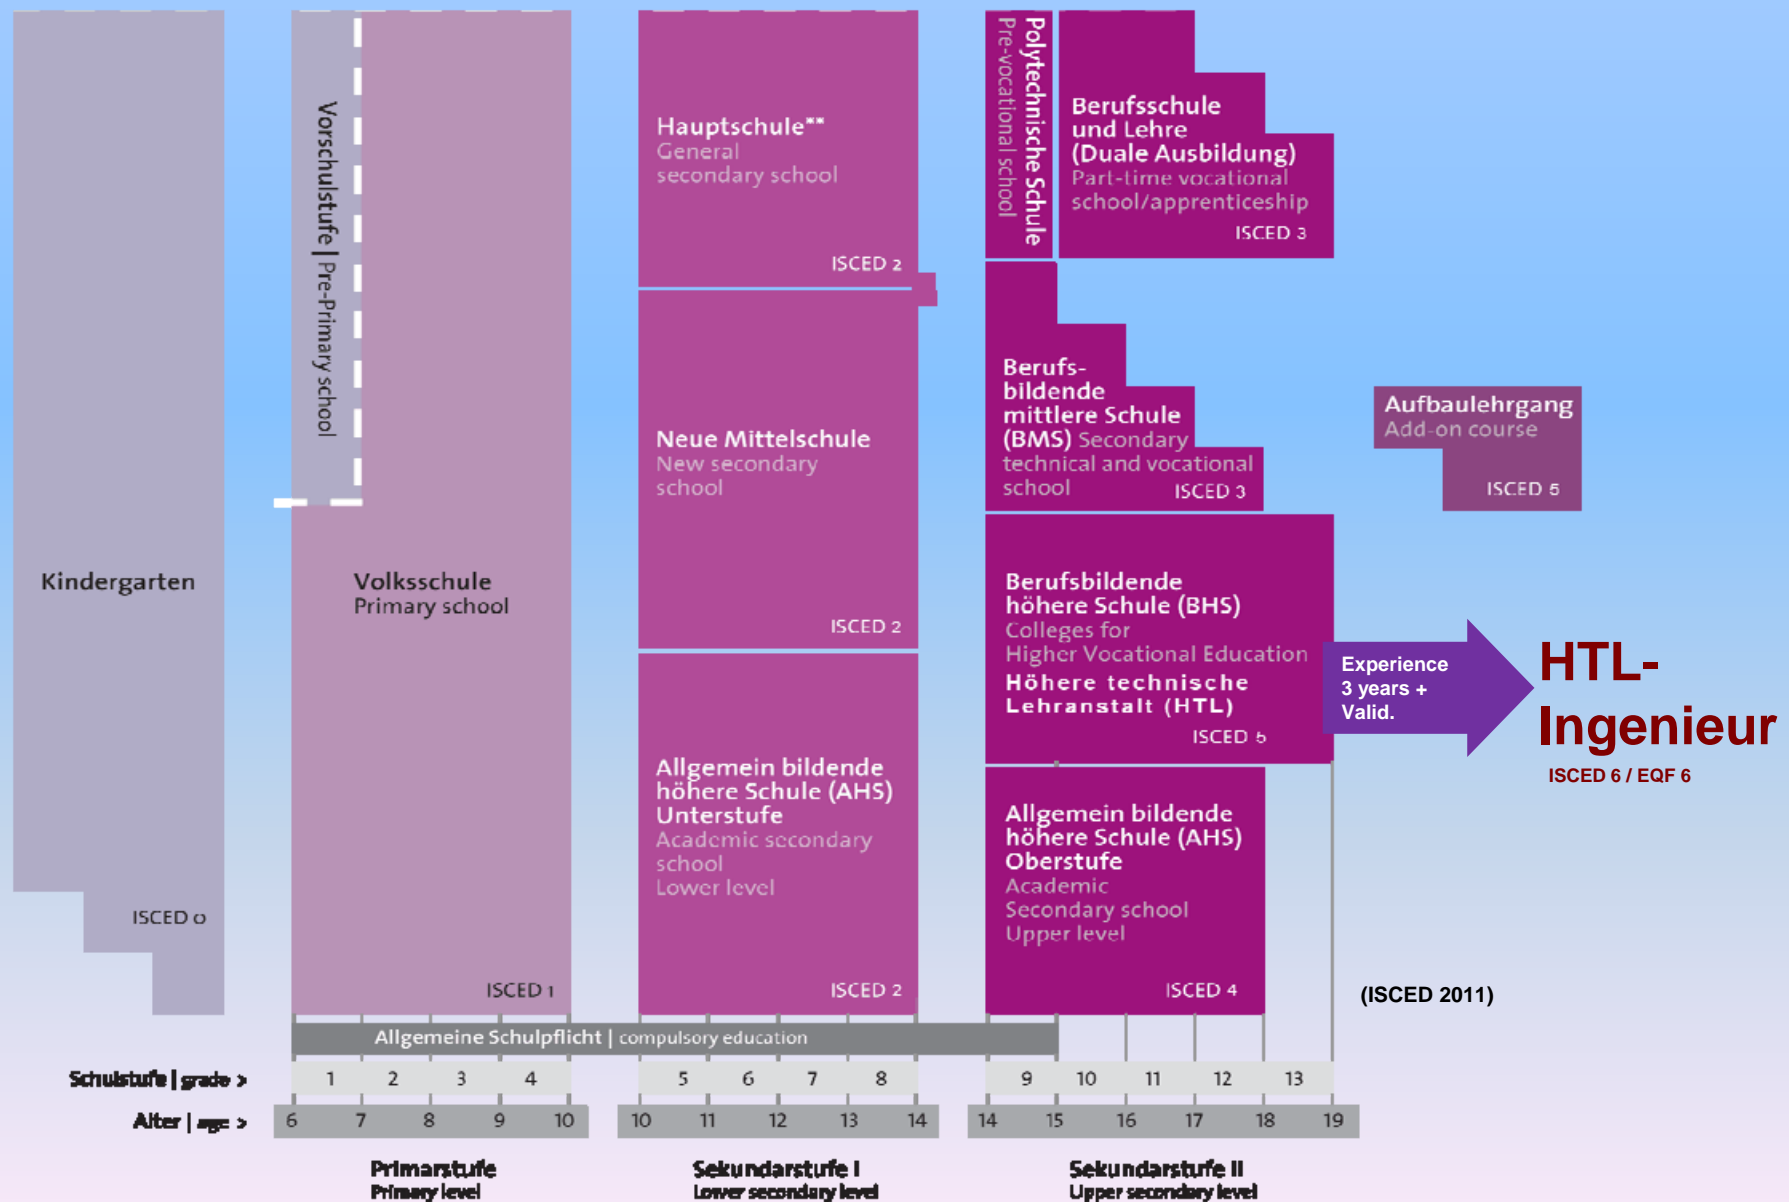 Kindergarten
ISCED 0
Vorschulstufe | Pre-Primary school
Volksschule
Primary school
ISCED 1
Hauptschule**
General
secondary school
ISCED 2
Neue Mittelschule
New secondary
school
ISCED 2
Allgemein bildende
höhere Schule (AHS)
Unterstufe
Academic secondary
school
Lower level
ISCED 2
Polytechnische Schule
Pre-vocational school
Berufsschule
und Lehre
(Duale Ausbildung)
Part-time vocational
school/apprenticeship
ISCED 3
Berufs-
bildende
mittlere Schule
(BMS) Secondary
technical and vocational
school
ISCED 3
Aufbaulehrgang
Add-on course
ISCED 5
Berufsbildende
höhere Schule (BHS)
Colleges for
Higher Vocational Education
Höhere technische
Lehranstalt (HTL)
ISCED 5
Experience
3 years +
Valid.
HTL-
Ingenieur
ISCED 6 / EQF 6
Allgemein bildende
höhere Schule (AHS)
Oberstufe
Academic
Secondary school
Upper level
ISCED 4
(ISCED 2011)
Allgemeine Schulpflicht | compulsory education
Schulstufe | grade > 1 2 3 4 5 6 7 8 9 10 11 12 13
Alter | age > 6 7 8 9 10 10 11 12 13 14 14 15 16 17 18 19
Primarstufe
Primary level
Sekundarstufe I
Lower secondary level
Sekundarstufe II
Upper secondary level